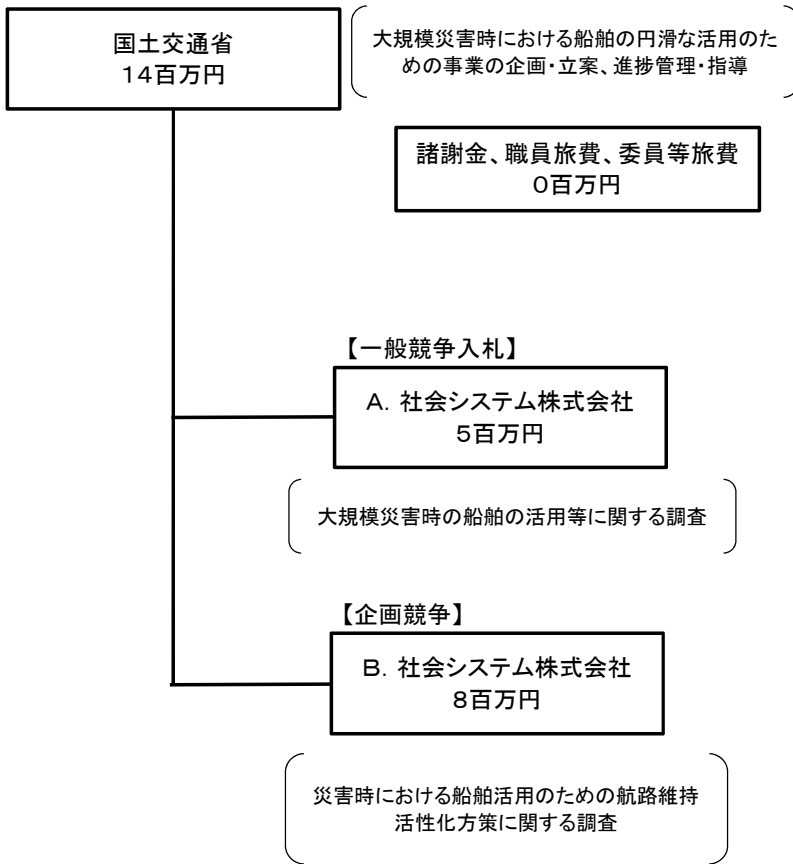 国土交通省
14百万円
大規模災害時における船舶の円滑な活用のた
めの事業の企画・立案、進捗管理・指導
諸謝金、職員旅費、委員等旅費
0百万円
【一般競争入札】
A. 社会システム株式会社
5百万円
大規模災害時の船舶の活用等に関する調査
【企画競争】
B. 社会システム株式会社
8百万円
災害時における船舶活用のための航路維持
活性化方策に関する調査